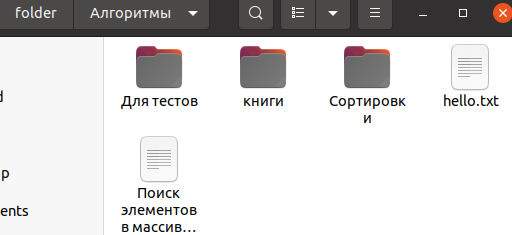 folder Алгоритмы
d
p
ents
Для тестов книги Сортировк hello.txt
и
Поиск
элементов
в массив…